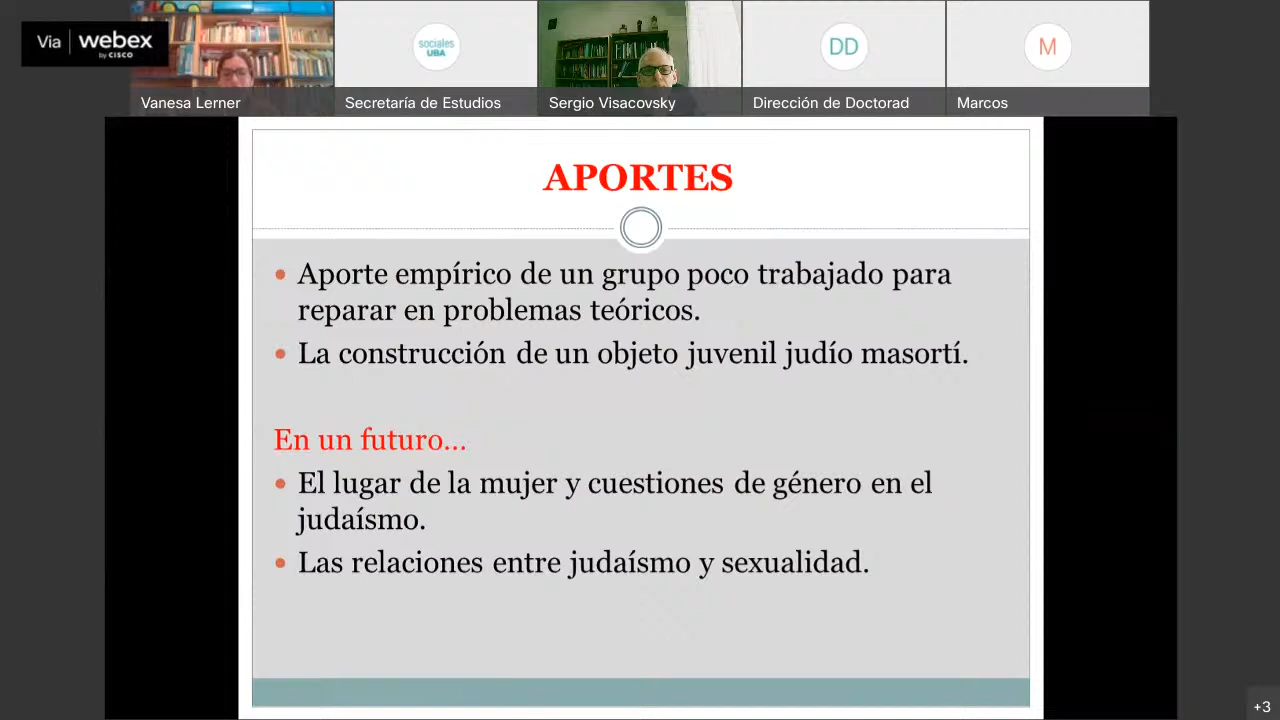 Via webex
by CISCO
sociales
UBA
DD
M
Vanesa Lerner
Secretaría de Estudios
Sergio Visacovsky
Dirección de Doctorad
Marcos
APORTES
Aporte empírico de un grupo poco trabajado para
reparar en problemas teóricos.
La construcción de un objeto juvenil judío masortí.
En un futuro…
El lugar de la mujer y cuestiones de género en el
judaísmo.
Las relaciones entre judaísmo y sexualidad.
+3